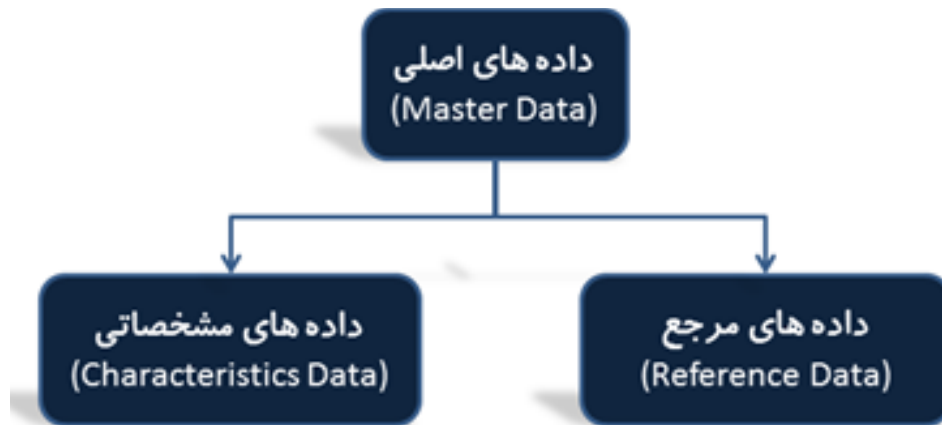 داده های اصلی
(Master Data)
داده های مرجع
(Reference Data)
داده های مشخصاتی
(Characteristics Data)